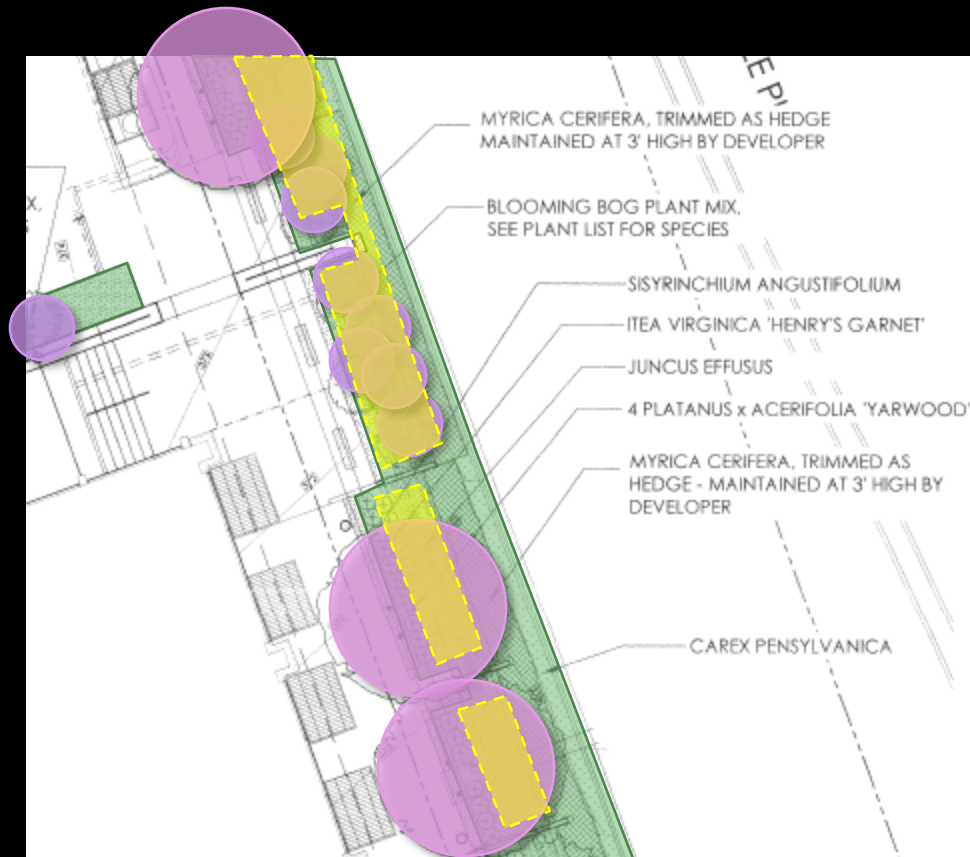 LE P'
MYRICA CERIFERA, TRIMMED AS HEDGE
MAINTAINED AT 3' HIGH BY DEVELOPER
X,
BLOOMING BOG PLANT MIX,
SEE PLANT LIST FOR SPECIES
SISYRINCHIUM ANGUSTIFOLIUM
ITEA VIRGINICA 'HENRY'S GARNET'
JUNCUS EFFUSUS
4 PLATANUS x ACERIFOLIA 'YARWOOD'
MYRICA CERIFERA, TRIMMED AS
HEDGE - MAINTAINED AT 3' HIGH BY
DEVELOPER
CAREX PENSYLVANICA